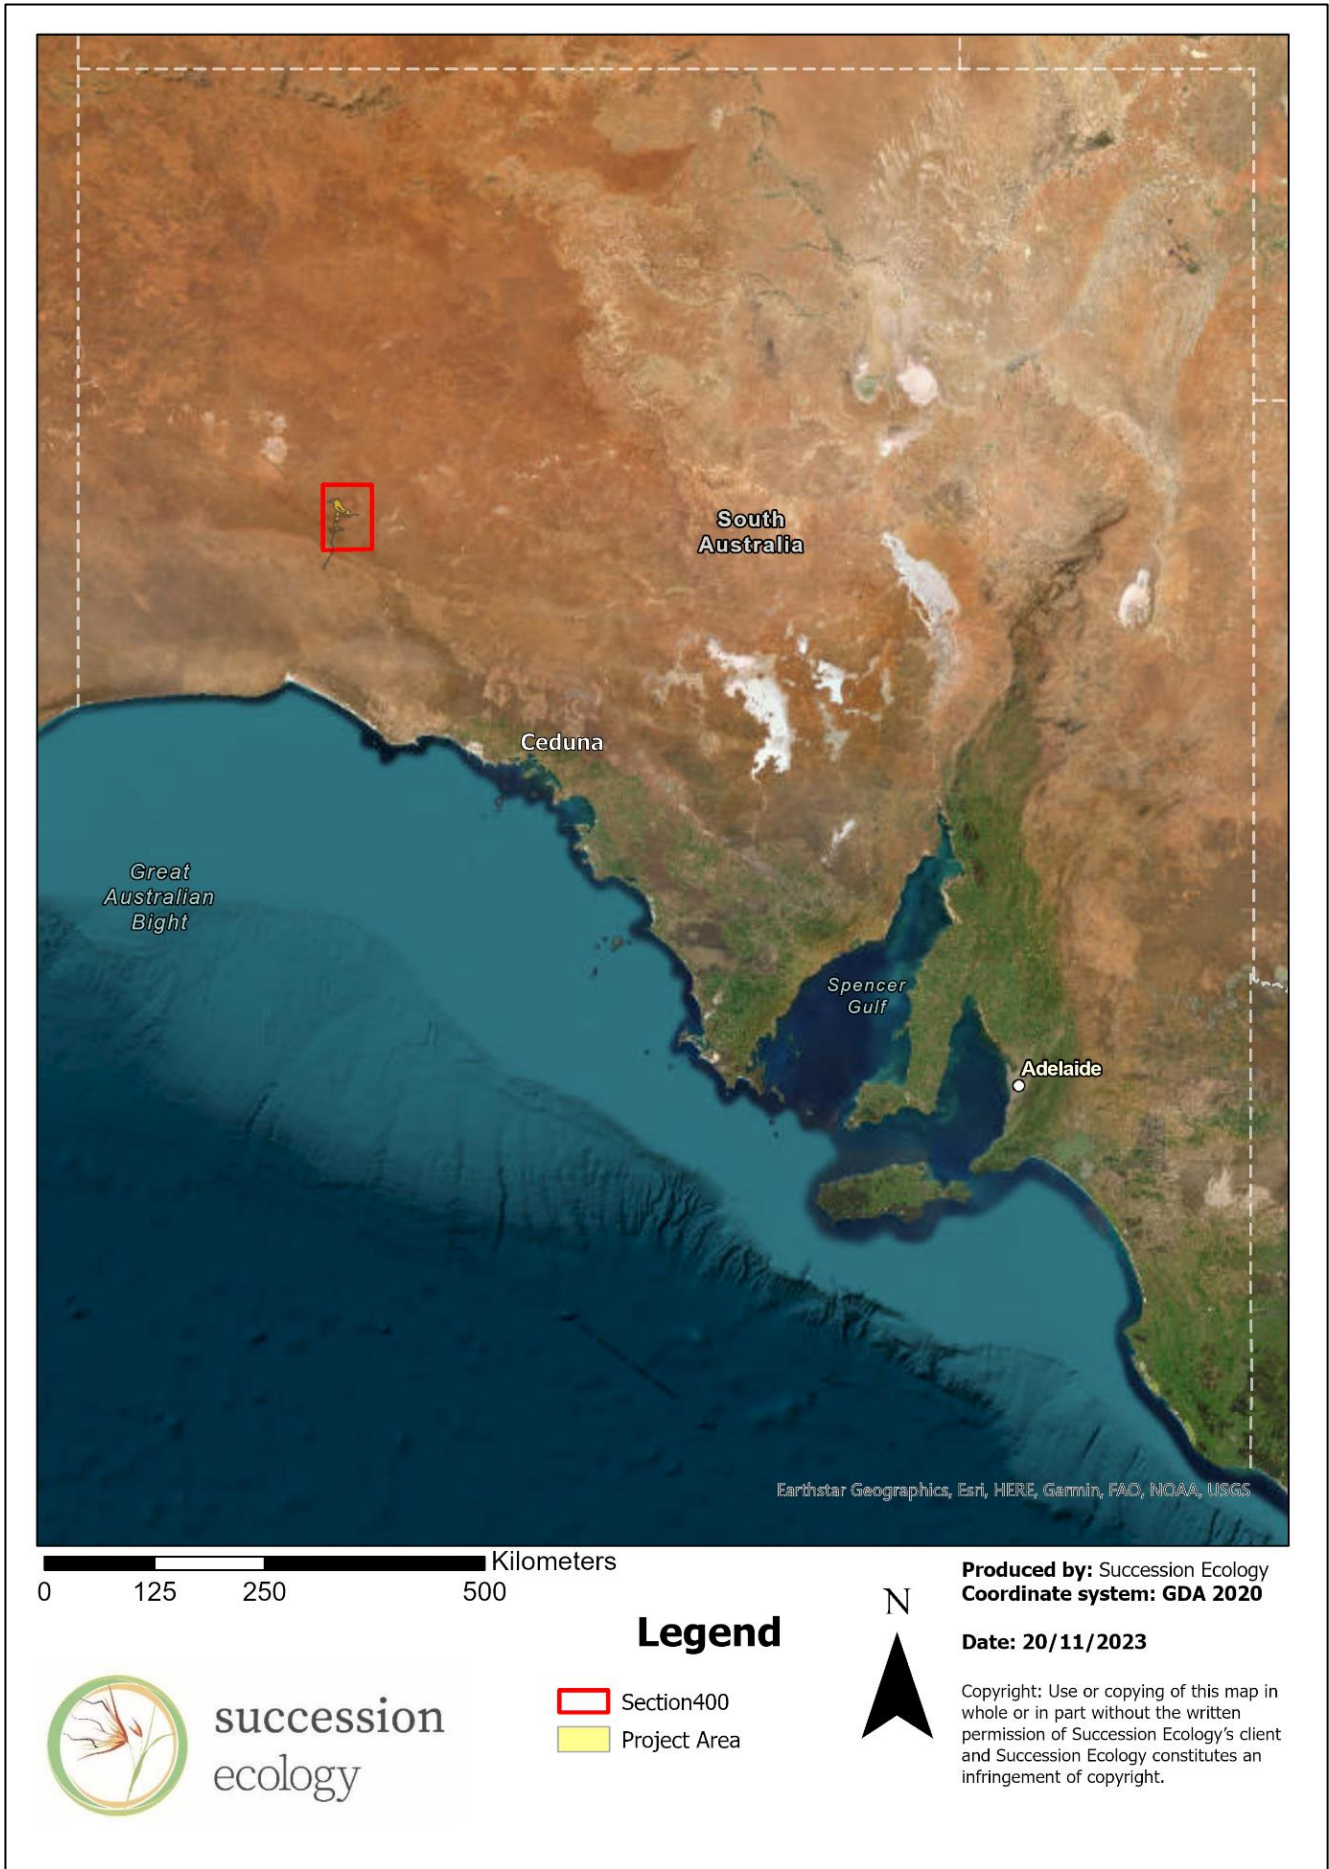 South
Australia
Ceduna
Great
Australian
Bight
Spencer
Gulf
Adelaide
Earthstar Geographics, Esri, HERE, Garmin, FAO, NOAA, USGS
Kilometers
0 125 250 500
Legend
Section400
Project Area
succession
ecology
N
Produced by: Succession Ecology
Coordinate system: GDA 2020
Date: 20/11/2023
Copyright: Use or copying of this map in
whole or in part without the written
permission of Succession Ecology's client
and Succession Ecology constitutes an
infringement of copyright.